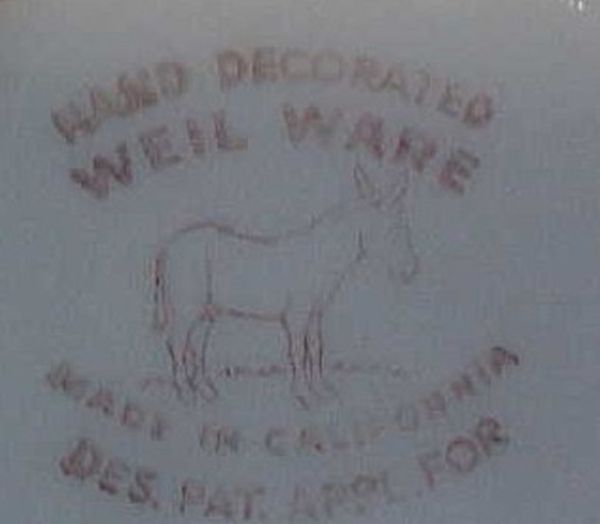 HAND DECORATED
WEIL WARE
MADE IN CALIFORNIA
DES. PAT. APPL. FOR